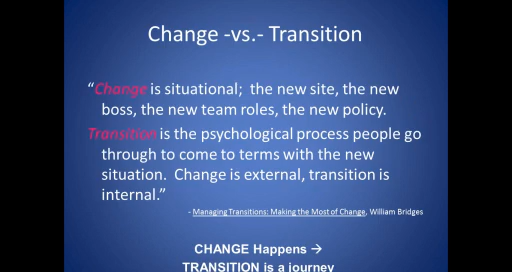 Change -vs.- Transition
“Change is situational;  the new site, the new
boss, the new team roles, the new policy.
Transition is the psychological process people go
through to come to terms with the new
situation.  Change is external, transition is
internal.”
- Managing Transitions: Making the Most of Change, William Bridges
CHANGE Happens →
TRANSITION is a journey